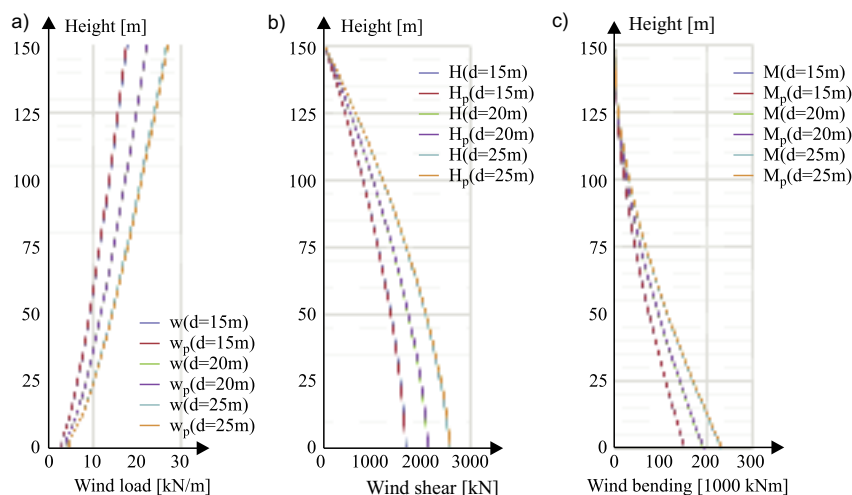 a)
Height [m]
150
125
100
75
50
25
0
w(d=15m)
wp(d=15m)
w(d=20m)
wp(d=20m)
w(d=25m)
wp(d=25m)
10
20
30
Wind load [kN/m]
b)
Height [m]
150
125
100
75
50
25
0
H(d=15m)
Hp(d=15m)
H(d=20m)
Hp(d=20m)
H(d=25m)
Hp(d=25m)
0
1000
2000
3000
Wind shear [kN]
c)
Height [m]
150
125
100
75
50
25
0
M(d=15m)
Mp(d=15m)
M(d=20m)
Mp(d=20m)
M(d=25m)
Mp(d=25m)
0
100
200
300
Wind bending [1000 kNm]